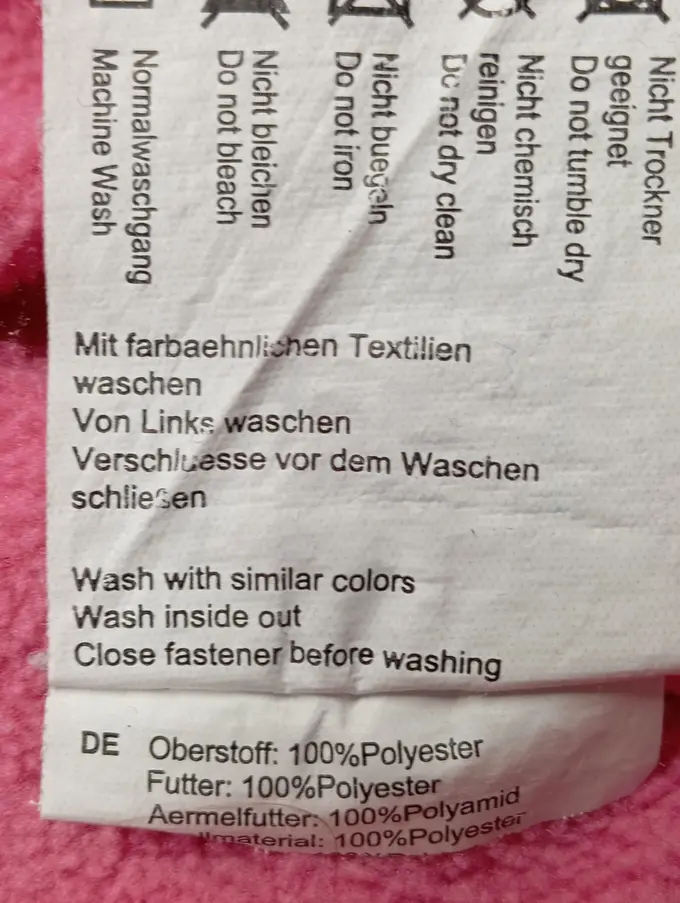 Normalwaschgang
Machine Wash
Nicht bleichen
Do not bleach
Nicht buegeln
Do not iron
Nicht chemisch
reinigen
Do not dry clean
Nicht Trockner
geeignet
Do not tumble dry
Mit farbaehnlichen Textilien
waschen
Von Links waschen
Verschluesse vor dem Waschen
schließen
Wash with similar colors
Wash inside out
Close fastener before washing
DE Oberstoff: 100%Polyester
Futter: 100%Polyester
Aermelfutter: 100%Polyamid
100%Polyester